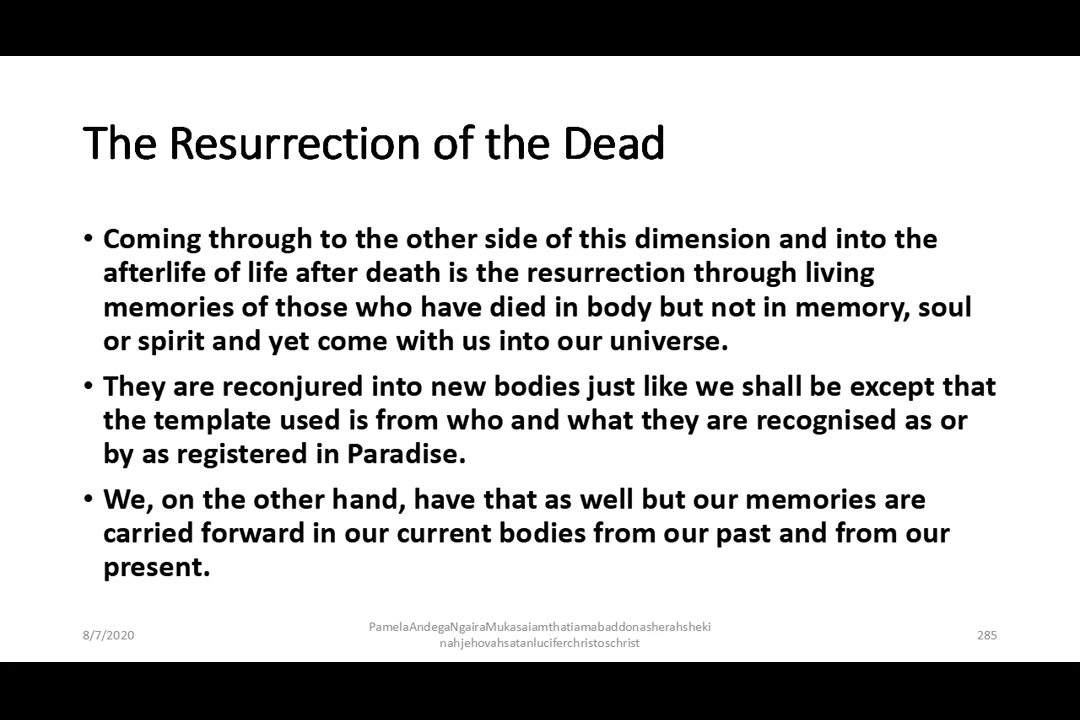 The Resurrection of the Dead
• Coming through to the other side of this dimension and into the
afterlife of life after death is the resurrection through living
memories of those who have died in body but not in memory, soul
or spirit and yet come with us into our universe.
• They are reconjured into new bodies just like we shall be except that
the template used is from who and what they are recognised as or
by as registered in Paradise.
• We, on the other hand, have that as well but our memories are
carried forward in our current bodies from our past and from our
present.
8/7/2020
PamelaAndegaNgairaMukasaiamthatiamabaddonasherahsheki
nahjehovahsatanluciferchristoschrist
285